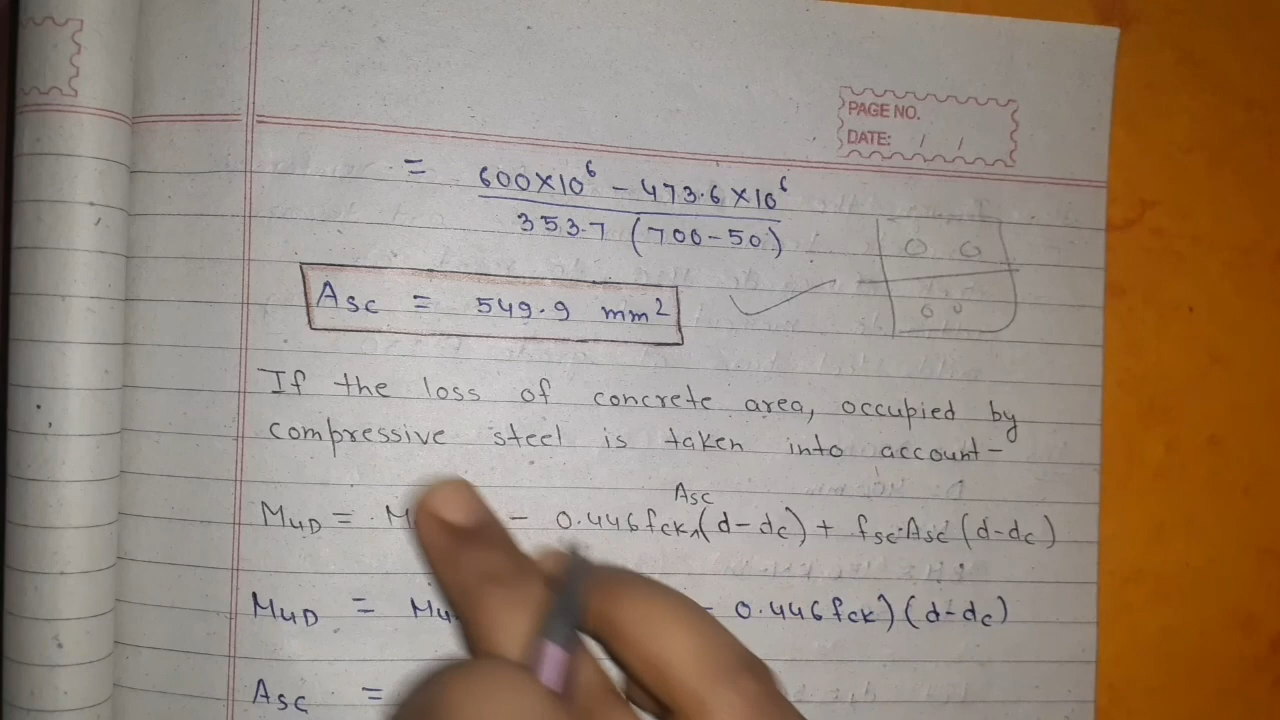 PAGE NO.
DATE: / /
= 600×10⁶ - 473.6×10⁶
353.7 (700-50)
Asc = 549.9 mm²
If the loss of concrete area, occupied by
compressive steel is taken into account-
Asc
MuD = - 0.446fck (d-dc) + fsc.Asc (d-dc)
MuD = - 0.446fck) (d-dc)
Asc =